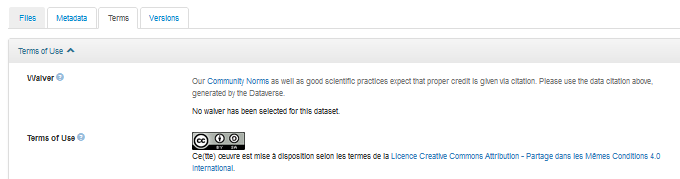 Files Metadata Terms Versions
Terms of Use
Waiver
Our Community Norms as well as good scientific practices expect that proper credit is given via citation. Please use the data citation above,
generated by the Dataverse.
No waiver has been selected for this dataset.
Terms of Use
cc BY SA
Ce(tte) œuvre est mise à disposition selon les termes de la Licence Creative Commons Attribution - Partage dans les Mêmes Conditions 4.0
International.